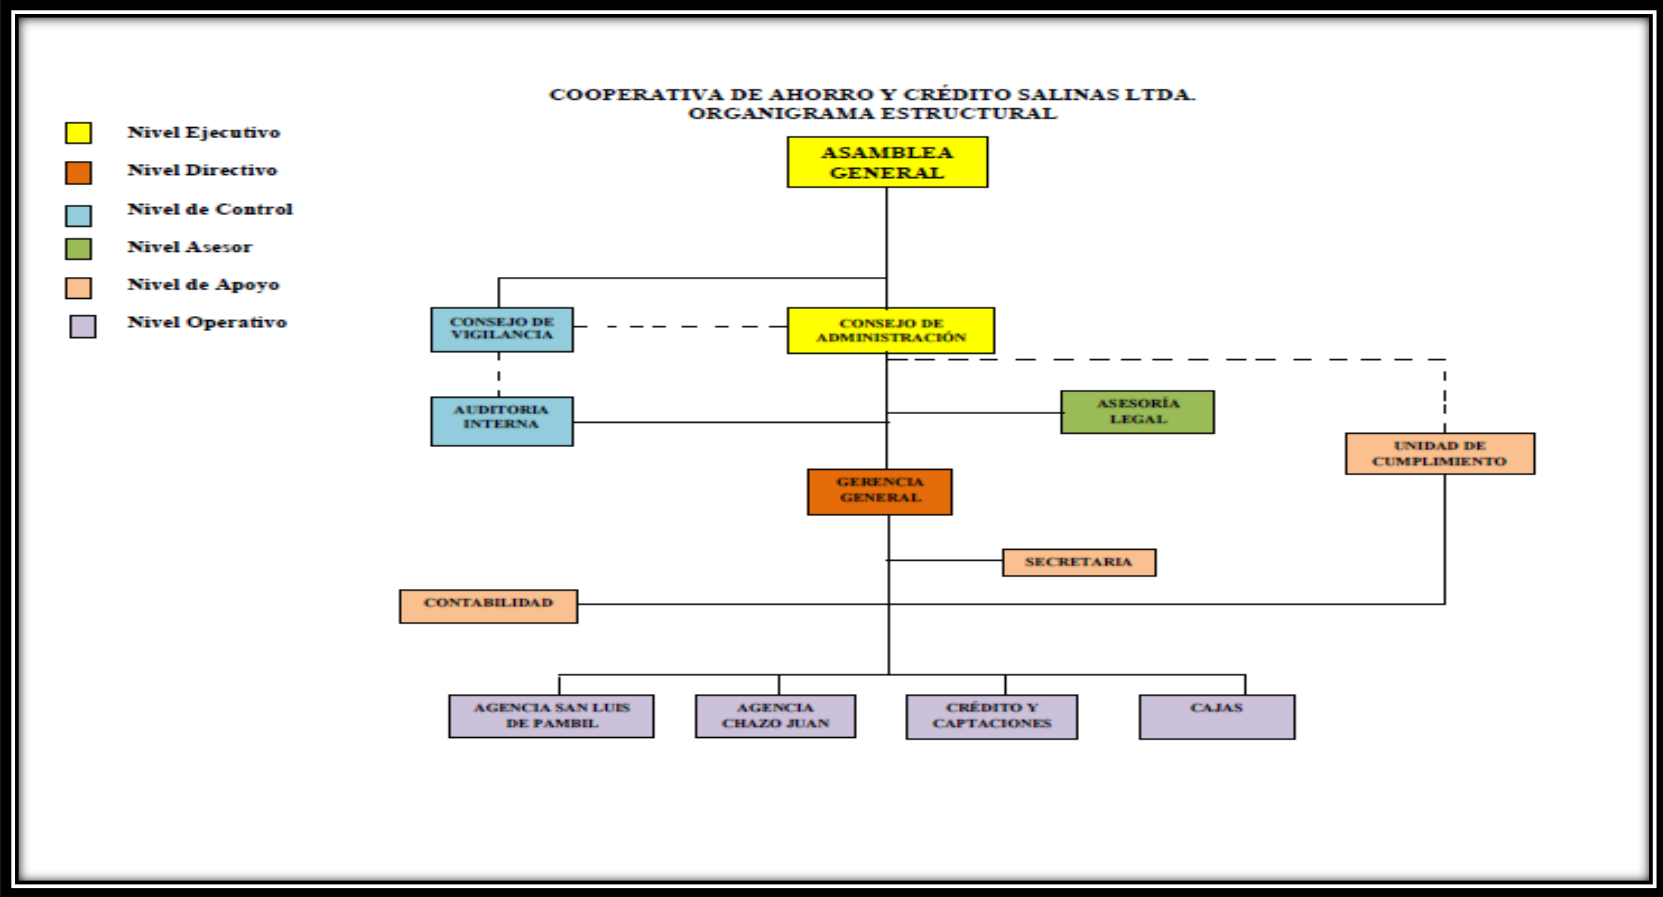 COOPERATIVA DE AHORRO Y CRÉDITO SALINAS LTDA.
ORGANIGRAMA ESTRUCTURAL
Nivel Ejecutivo
Nivel Directivo
Nivel de Control
Nivel Asesor
Nivel de Apoyo
Nivel Operativo
ASAMBLEA
GENERAL
CONSEJO DE
VIGILANCIA
CONSEJO DE
ADMINISTRACIÓN
AUDITORIA
INTERNA
ASESORÍA
LEGAL
UNIDAD DE
CUMPLIMIENTO
GERENCIA
GENERAL
SECRETARIA
CONTABILIDAD
AGENCIA SAN LUIS
DE PAMBIL
AGENCIA
CHAZO JUAN
CRÉDITO Y
CAPTACIONES
CAJAS